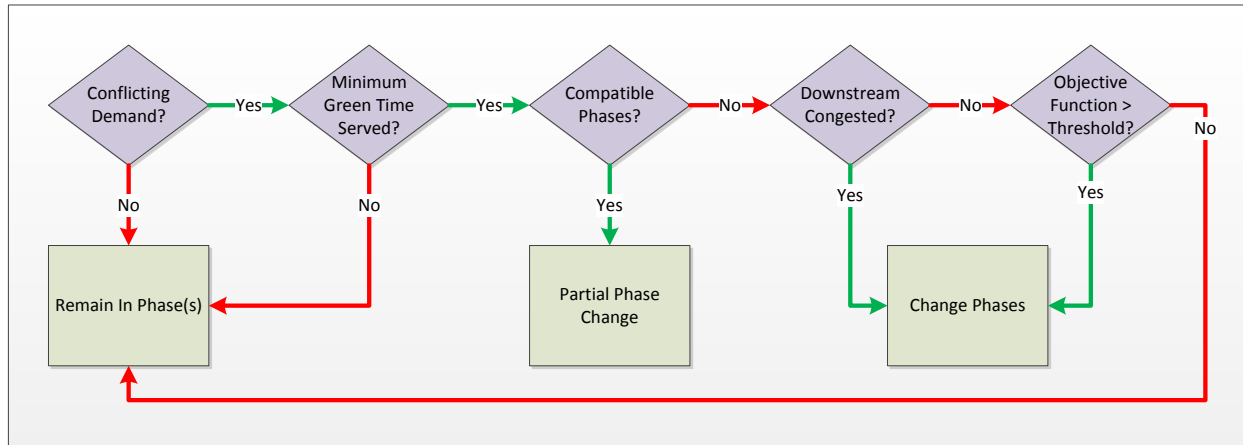 Conflicting
Demand?
Yes
Minimum
Green Time
Served?
Yes
Compatible
Phases?
No
Downstream
Congested?
No
Objective
Function >
Threshold?
No
No
No
Yes
Yes
Yes
Remain In Phase(s)
Partial Phase
Change
Change Phases